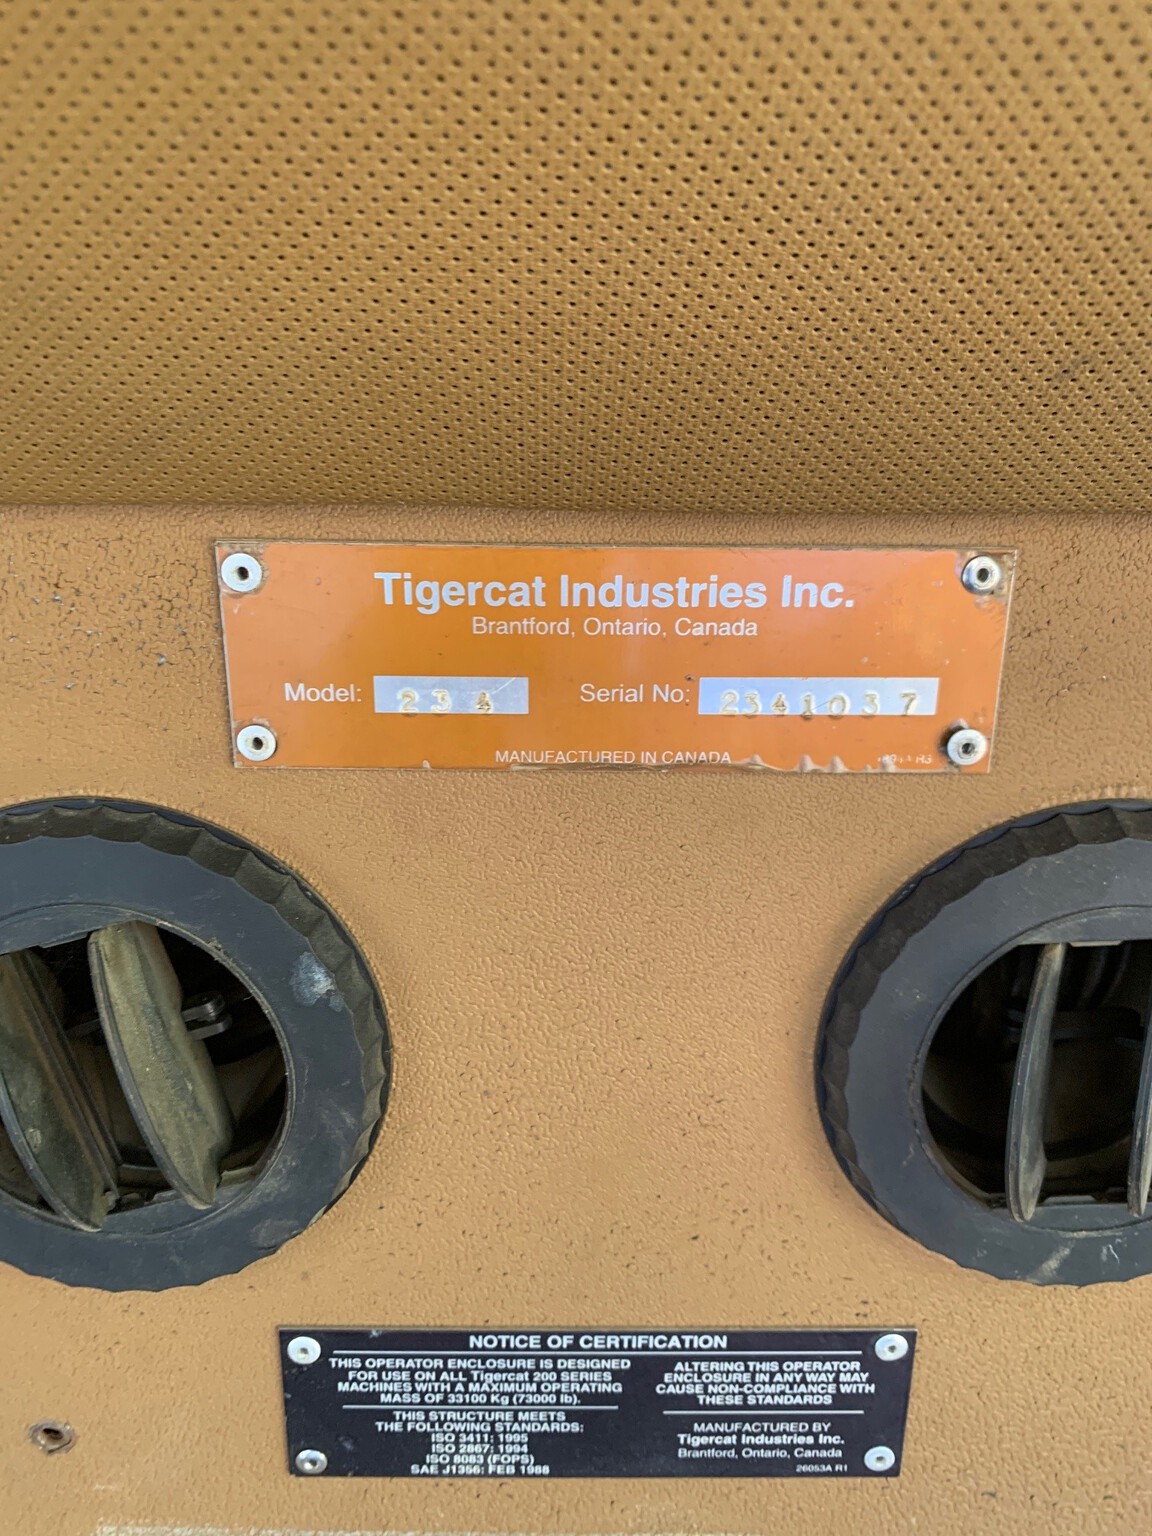 Tigercat Industries Inc.
Brantford, Ontario, Canada
Model: 234 Serial No: 2341037
MANUFACTURED IN CANADA
NOTICE OF CERTIFICATION
THIS OPERATOR ENCLOSURE IS DESIGNED
FOR USE ON ALL Tigercat 200 SERIES
MACHINES WITH A MAXIMUM OPERATING
MASS OF 33100 Kg (73000 lb).
THIS STRUCTURE MEETS
THE FOLLOWING STANDARDS:
ISO 3411: 1995
ISO 2867: 1994
ISO 8083 (FOPS)
SAE J1356: FEB 1988
ALTERING THIS OPERATOR
ENCLOSURE IN ANY WAY MAY
CAUSE NON-COMPLIANCE WITH
THESE STANDARDS
MANUFACTURED BY
Tigercat Industries Inc.
Brantford, Ontario, Canada
26053A R1